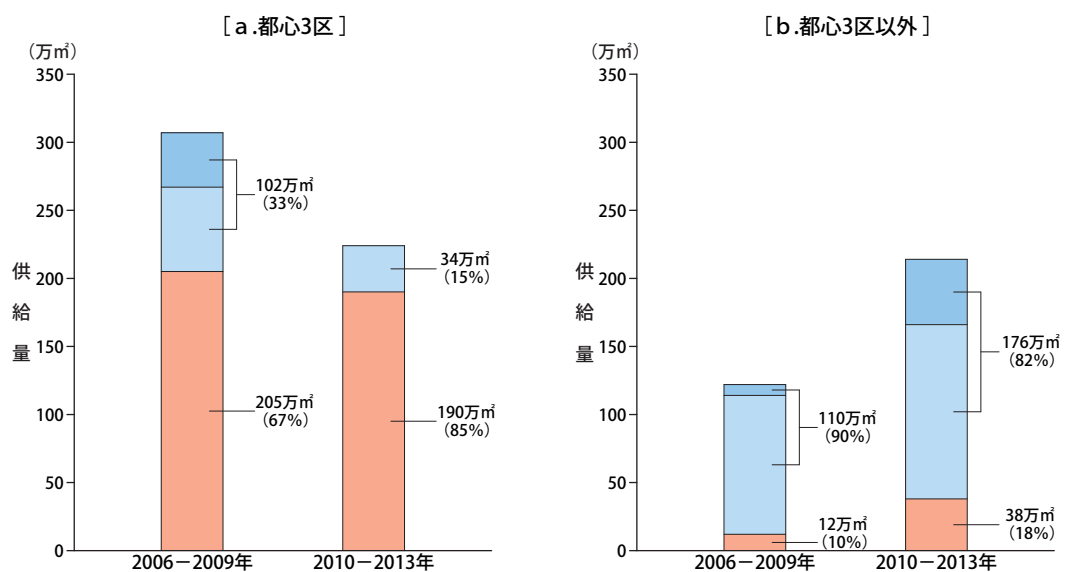 [ a .都心3区 ]
(万㎡)
350
300
250
200
150
100
50
0
供給量
102万㎡
(33%)
205万㎡
(67%)
34万㎡
(15%)
190万㎡
(85%)
2006－2009年
2010－2013年
[ b .都心3区以外 ]
(万㎡)
350
300
250
200
150
100
50
0
供給量
110万㎡
(90%)
12万㎡
(10%)
176万㎡
(82%)
38万㎡
(18%)
2006－2009年
2010－2013年